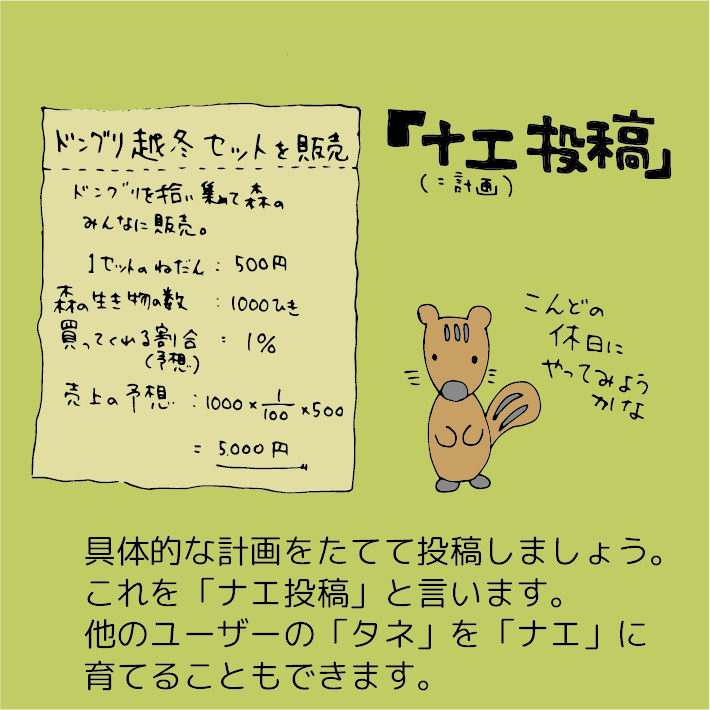 ドングリ越冬セットを販売
ドングリを拾い集めて森の
みんなに販売。
1セットのねだん : 500円
森の生き物の数 : 1000ひき
買ってくれる割合 : 1%
(予想)
売上の予想 : 1000 × 1/100 × 500
= 5.000円
『ナエ投稿』
(=計画)
こんどの
休日に
やってみよう
かな
具体的な計画をたてて投稿しましょう。
これを「ナエ投稿」と言います。
他のユーザーの「タネ」を「ナエ」に
育てることもできます。